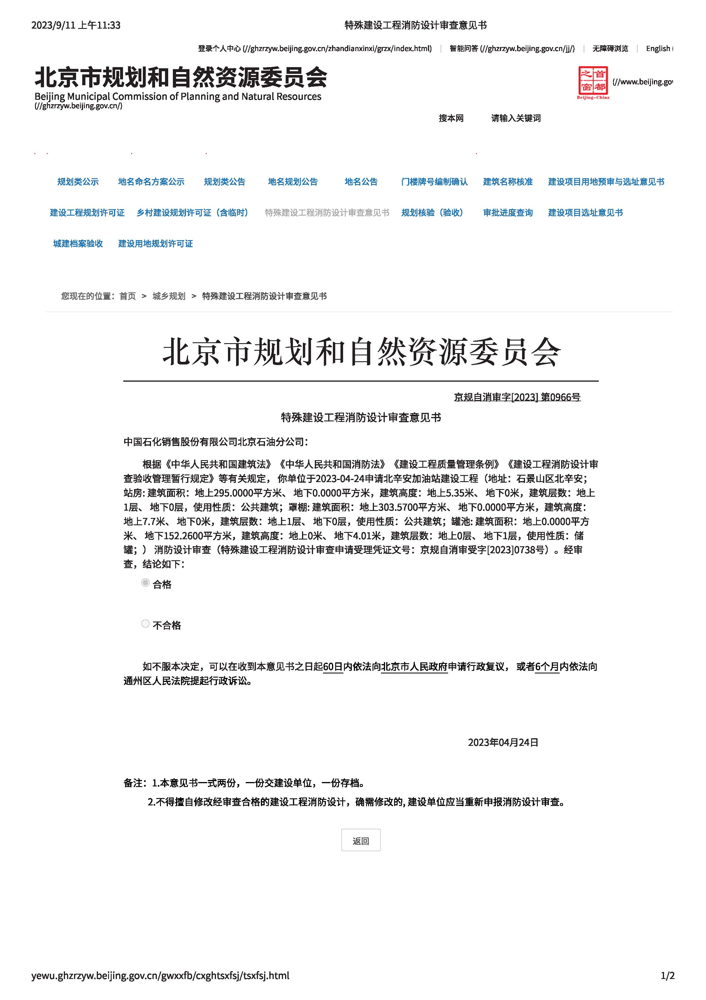 2023/9/11 上午11:33 特殊建设工程消防设计审查意见书
登录个人中心 (//ghzrzyw.beijing.gov.cn/zhandianxinxi/grzx/index.html) | 智能问答 (//ghzrzyw.beijing.gov.cn/jj/) | 无障碍浏览 | English (
北京市规划和自然资源委员会
Beijing Municipal Commission of Planning and Natural Resources
(//ghzrzyw.beijing.gov.cn/)
首都之窗
Beijing-China
(//www.beijing.gov
搜本网 请输入关键词
规划类公示 地名命名方案公示 规划类公告 地名规划公告 地名公告 门楼牌号编制确认 建筑名称核准 建设项目用地预审与选址意见书
建设工程规划许可证 乡村建设规划许可证（含临时） 特殊建设工程消防设计审查意见书 规划核验（验收） 审批进度查询 建设项目选址意见书
城建档案验收 建设用地规划许可证
您现在的位置：首页 > 城乡规划 > 特殊建设工程消防设计审查意见书
北京市规划和自然资源委员会
京规自消审字[2023] 第0966号
特殊建设工程消防设计审查意见书
中国石化销售股份有限公司北京石油分公司：
根据《中华人民共和国建筑法》《中华人民共和国消防法》《建设工程质量管理条例》《建设工程消防设计审
查验收管理暂行规定》等有关规定， 你单位于2023-04-24申请北辛安加油站建设工程（地址：石景山区北辛安；
站房: 建筑面积：地上295.0000平方米、 地下0.0000平方米，建筑高度：地上5.35米、 地下0米，建筑层数：地上
1层、 地下0层，使用性质：公共建筑；罩棚: 建筑面积：地上303.5700平方米、 地下0.0000平方米，建筑高度：
地上7.7米、 地下0米，建筑层数：地上1层、 地下0层，使用性质：公共建筑；罐池: 建筑面积：地上0.0000平方
米、 地下152.2600平方米，建筑高度：地上0米、 地下4.01米，建筑层数：地上0层、 地下1层，使用性质：储
罐；） 消防设计审查（特殊建设工程消防设计审查申请受理凭证文号：京规自消审受字[2023]0738号）。经审
查，结论如下：
合格
不合格
如不服本决定，可以在收到本意见书之日起60日内依法向北京市人民政府申请行政复议， 或者6个月内依法向
通州区人民法院提起行政诉讼。
2023年04月24日
备注：1.本意见书一式两份，一份交建设单位，一份存档。
2.不得擅自修改经审查合格的建设工程消防设计，确需修改的, 建设单位应当重新申报消防设计审查。
返回
yewu.ghzrzyw.beijing.gov.cn/gwxxfb/cxghtsxfsj/tsxfsj.html 1/2